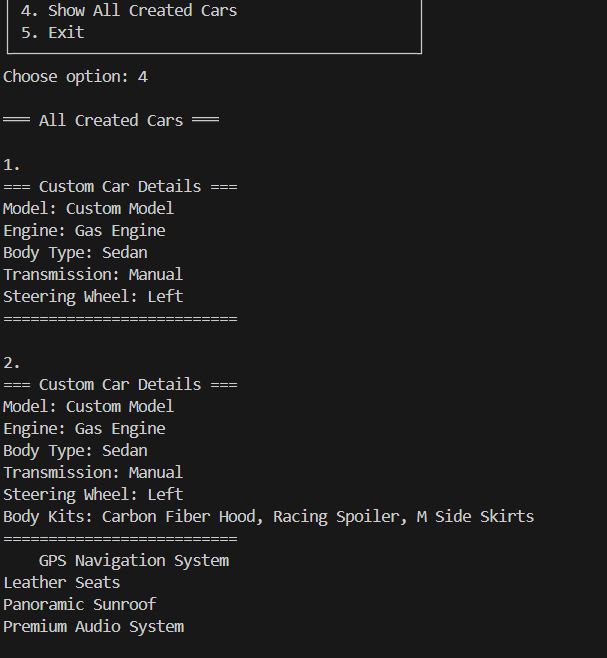 4. Show All Created Cars
5. Exit
Choose option: 4
═══ All Created Cars ═══
1.
=== Custom Car Details ===
Model: Custom Model
Engine: Gas Engine
Body Type: Sedan
Transmission: Manual
Steering Wheel: Left
==========================
2.
=== Custom Car Details ===
Model: Custom Model
Engine: Gas Engine
Body Type: Sedan
Transmission: Manual
Steering Wheel: Left
Body Kits: Carbon Fiber Hood, Racing Spoiler, M Side Skirts
==========================
    GPS Navigation System
Leather Seats
Panoramic Sunroof
Premium Audio System